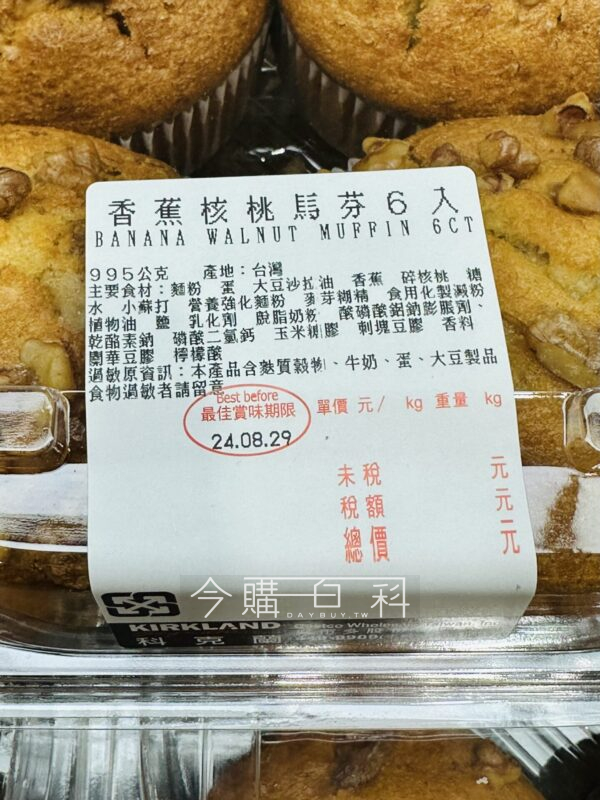 香蕉核桃馬芬6入
BANANA WALNUT MUFFIN 6CT
995公克 產地：台灣
主要食材：麵粉 蛋 大豆沙拉油 香蕉 碎核桃 糖
水 小蘇打 營養強化麵粉 麥芽糊精 食用化製澱粉
植物油 鹽 乳化劑 脫脂奶粉 酸磷酸鋁鈉膨脹劑、
乾酪素鈉 磷酸二氫鈣 玉米糖膠 刺槐豆膠 香料
關華豆膠 檸檬酸
過敏原資訊：本產品含麩質穀物、牛奶、蛋、大豆製品
食物過敏者請留意
Best before
最佳賞味期限
24.08.29
單價 元/ kg 重量 kg
未稅 元
稅額 元
總價 元
今購百科
DAYBUY.TW
KIRKLAND
科克蘭